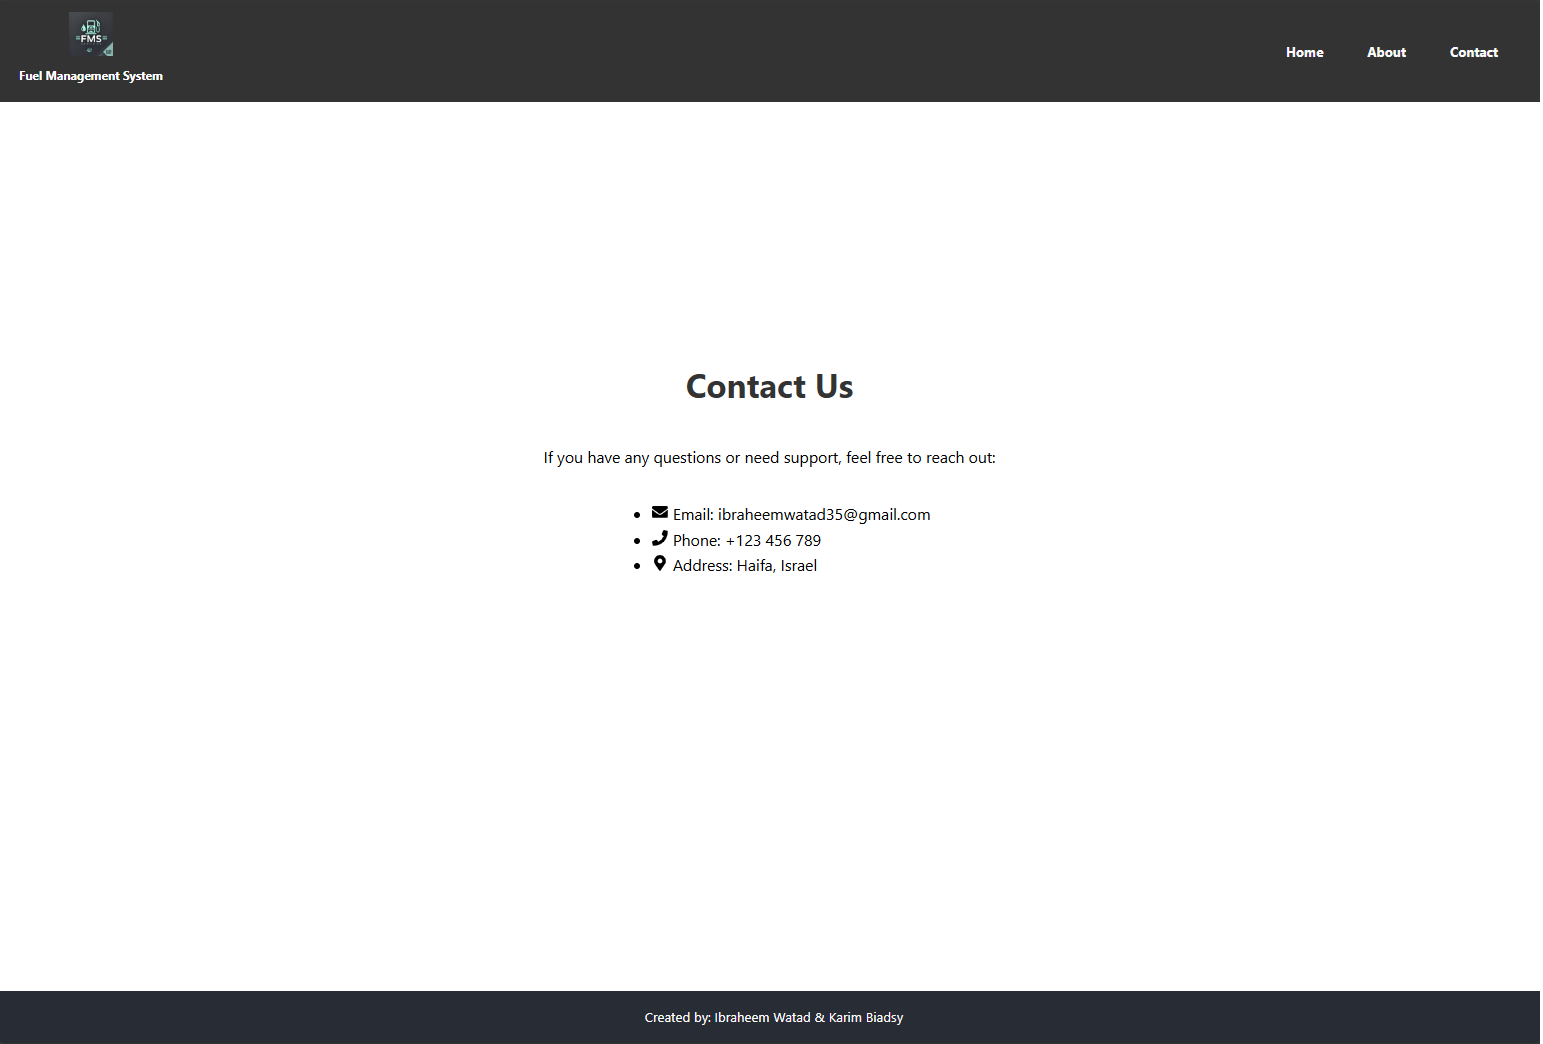 FMS
Fuel Management System
Home
About
Contact
Contact Us
If you have any questions or need support, feel free to reach out:
Email: ibraheemwatad35@gmail.com
Phone: +123 456 789
Address: Haifa, Israel
Created by: Ibraheem Watad & Karim Biadsy